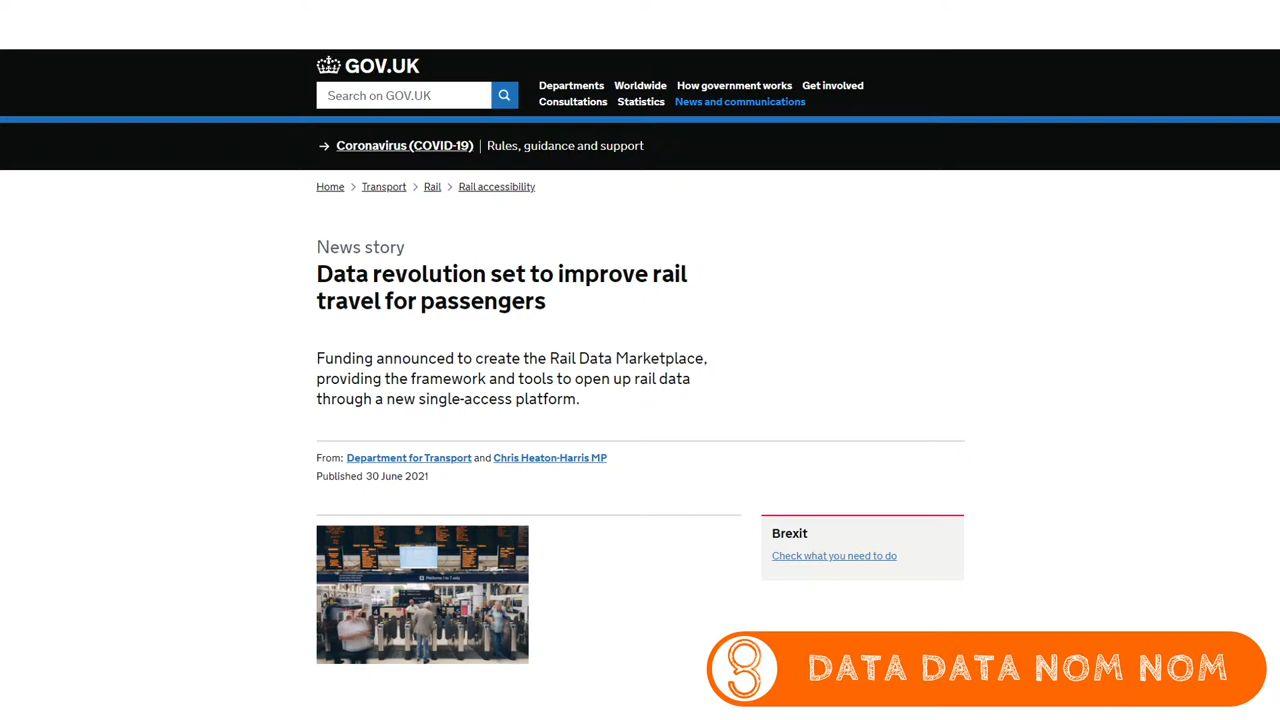 GOV.UK
Search on GOV.UK
Departments Worldwide How government works Get involved
Consultations Statistics News and communications
→ Coronavirus (COVID-19) | Rules, guidance and support
Home > Transport > Rail > Rail accessibility
News story
Data revolution set to improve rail
travel for passengers
Funding announced to create the Rail Data Marketplace,
providing the framework and tools to open up rail data
through a new single-access platform.
From: Department for Transport and Chris Heaton-Harris MP
Published 30 June 2021
Brexit
Check what you need to do
DATA DATA NOM NOM